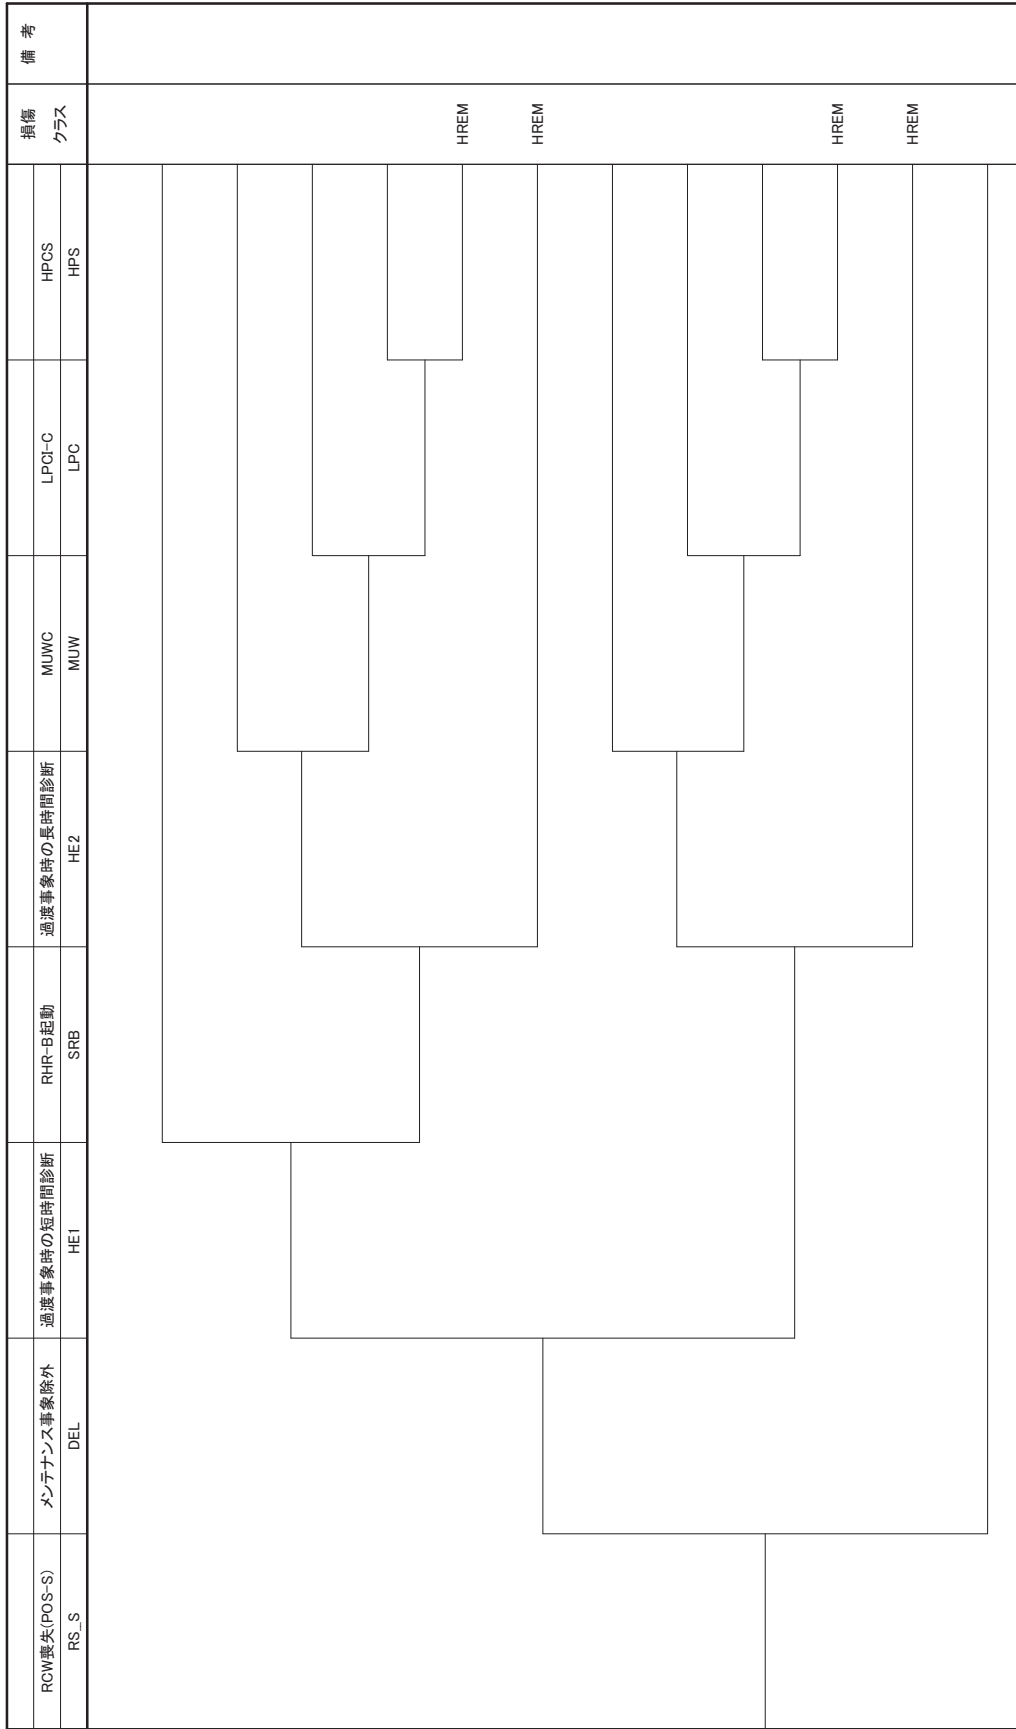 RCW喪失(POS-S)
メンテナンス事象除外
過渡事象時の短時間診断
RHR-B起動
過渡事象時の長時間診断
MUWC
LPCI-C
HPCS
損傷
クラス
備 考
RS_S
DEL
HE1
SRB
HE2
MUW
LPC
HPS
HREM
HREM
HREM
HREM